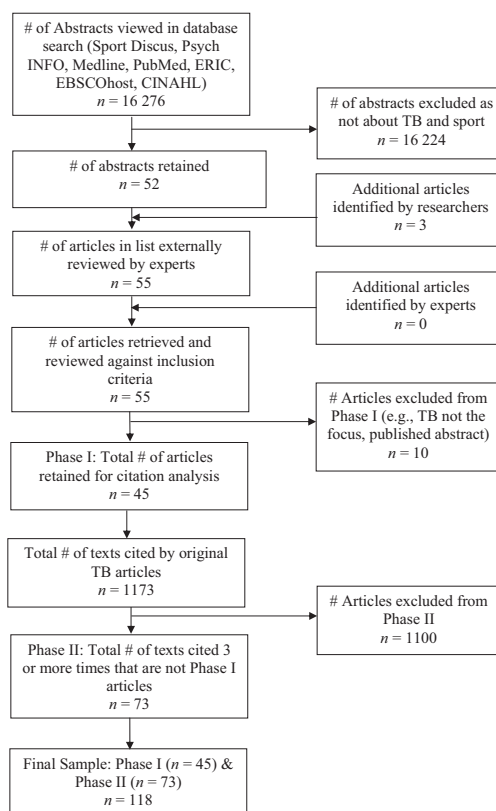 # of Abstracts viewed in database
search (Sport Discus, Psych
INFO, Medline, PubMed, ERIC,
EBSCOhost, CINAHL)
n = 16 276
# of abstracts excluded as
not about TB and sport
n = 16 224
# of abstracts retained
n = 52
Additional articles
identified by researchers
n = 3
# of articles in list externally
reviewed by experts
n = 55
Additional articles
identified by experts
n = 0
# of articles retrieved and
reviewed against inclusion
criteria
n = 55
# Articles excluded from
Phase I (e.g., TB not the
focus, published abstract)
n = 10
Phase I: Total # of articles
retained for citation analysis
n = 45
Total # of texts cited by original
TB articles
n = 1173
# Articles excluded from
Phase II
n = 1100
Phase II: Total # of texts cited 3
or more times that are not Phase I
articles
n = 73
Final Sample: Phase I (n = 45) &
Phase II (n = 73)
n = 118